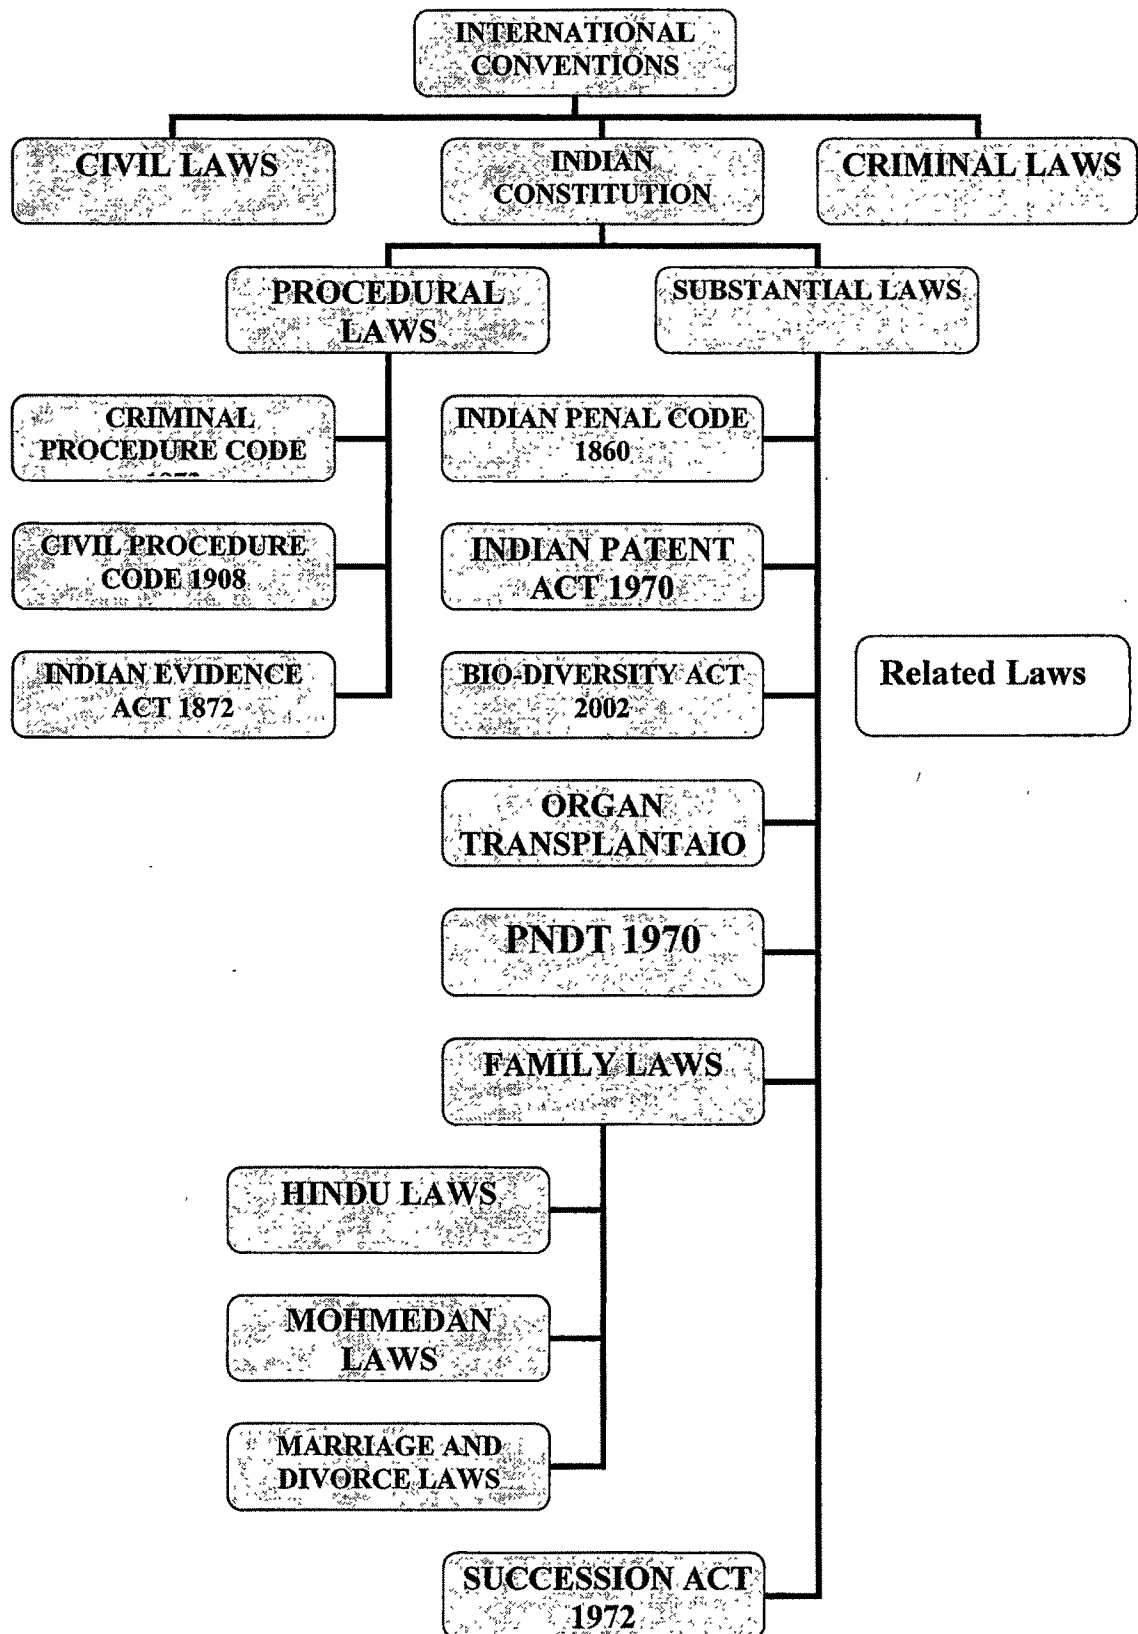 INTERNATIONAL
CONVENTIONS
CIVIL LAWS
INDIAN
CONSTITUTION
CRIMINAL LAWS
PROCEDURAL
LAWS
SUBSTANTIAL LAWS
CRIMINAL
PROCEDURE CODE
INDIAN PENAL CODE
1860
CIVIL PROCEDURE
CODE 1908
INDIAN PATENT
ACT 1970
INDIAN EVIDENCE
ACT 1872
BIO-DIVERSITY ACT
2002
Related Laws
ORGAN
TRANSPLANTAIO
PNDT 1970
FAMILY LAWS
HINDU LAWS
MOHMEDAN
LAWS
MARRIAGE AND
DIVORCE LAWS
SUCCESSION ACT
1972